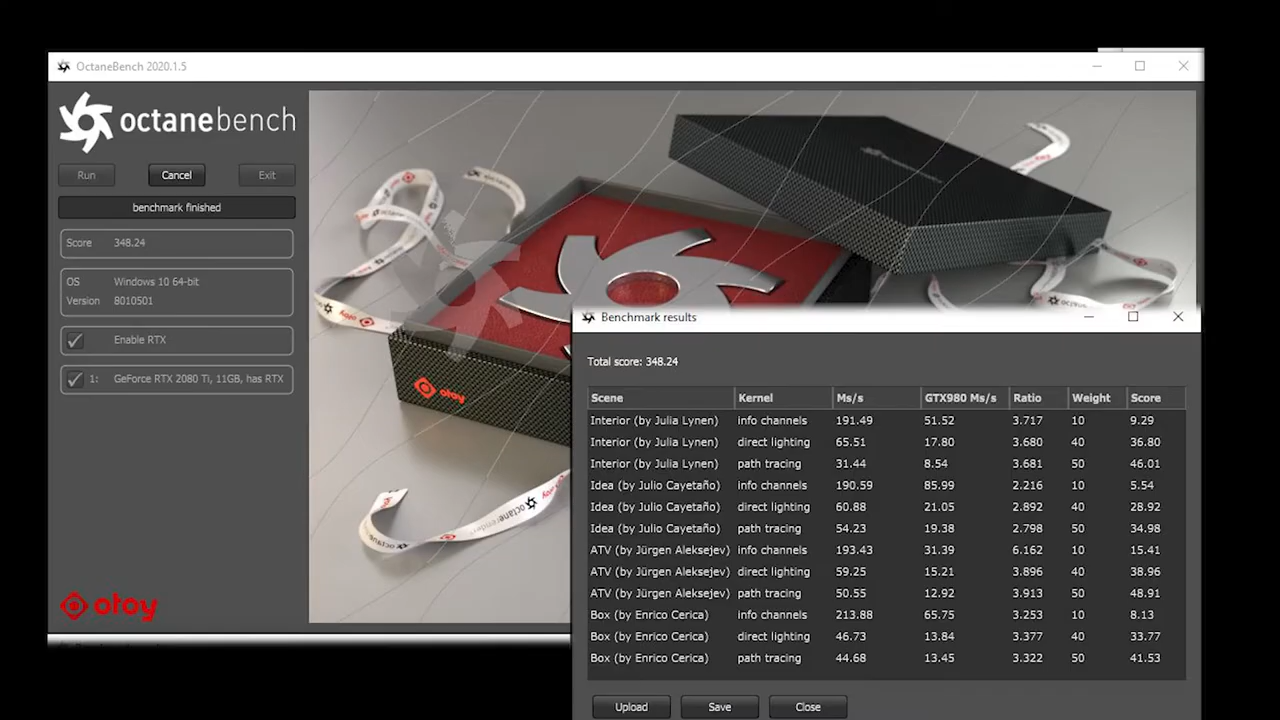 OctaneBench 2020.1.5
octanebench
Run Cancel Exit
benchmark finished
Score 348.24
OS Windows 10 64-bit
Version 8010501
Enable RTX
1: GeForce RTX 2080 Ti, 11GB, has RTX
otoy
otoy
Benchmark results
Total score: 348.24
Scene Kernel Ms/s GTX980 Ms/s Ratio Weight Score
Interior (by Julia Lynen) info channels 191.49 51.52 3.717 10 9.29
Interior (by Julia Lynen) direct lighting 65.51 17.80 3.680 40 36.80
Interior (by Julia Lynen) path tracing 31.44 8.54 3.681 50 46.01
Idea (by Julio Cayetaño) info channels 190.59 85.99 2.216 10 5.54
Idea (by Julio Cayetaño) direct lighting 60.88 21.05 2.892 40 28.92
Idea (by Julio Cayetaño) path tracing 54.23 19.38 2.798 50 34.98
ATV (by Jürgen Aleksejev) info channels 193.43 31.39 6.162 10 15.41
ATV (by Jürgen Aleksejev) direct lighting 59.25 15.21 3.896 40 38.96
ATV (by Jürgen Aleksejev) path tracing 50.55 12.92 3.913 50 48.91
Box (by Enrico Cerica) info channels 213.88 65.75 3.253 10 8.13
Box (by Enrico Cerica) direct lighting 46.73 13.84 3.377 40 33.77
Box (by Enrico Cerica) path tracing 44.68 13.45 3.322 50 41.53
Upload Save Close